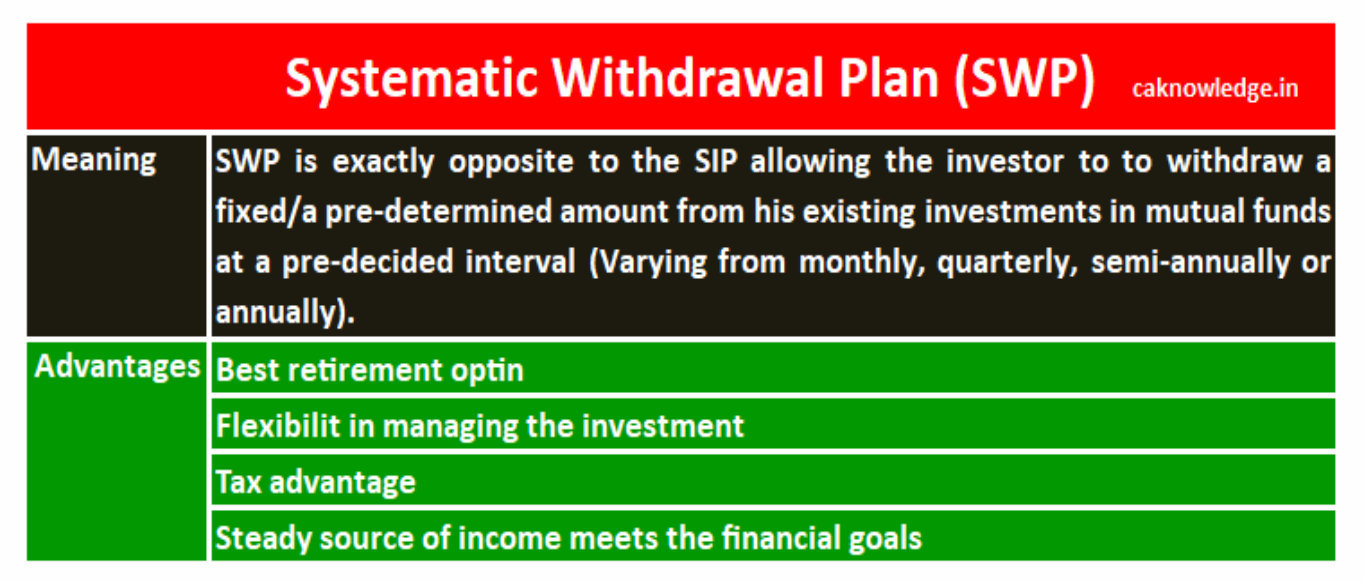 Systematic Withdrawal Plan (SWP) caknowledge.in
Meaning
SWP is exactly opposite to the SIP allowing the investor to to withdraw a
fixed/a pre-determined amount from his existing investments in mutual funds
at a pre-decided interval (Varying from monthly, quarterly, semi-annually or
annually).
Advantages
Best retirement optin
Flexibilit in managing the investment
Tax advantage
Steady source of income meets the financial goals